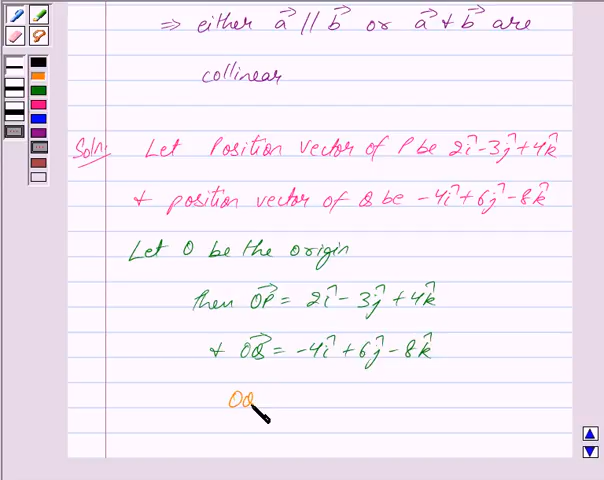 ⇒ either a⃗ // b⃗ or a⃗ & b⃗ are
collinear
Soln: Let Position vector of P be 2î - 3ĵ + 4k̂
& position vector of Q be -4î + 6ĵ - 8k̂
Let O be the origin
then OP⃗ = 2î - 3ĵ + 4k̂
& OQ⃗ = -4î + 6ĵ - 8k̂
OQ